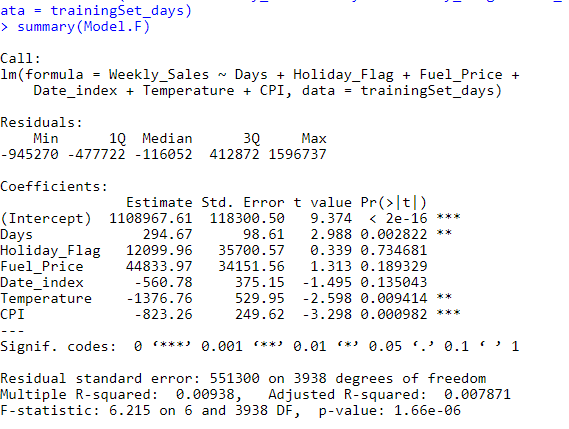 ata = trainingSet_days)
> summary(Model.F)
Call:
lm(formula = Weekly_Sales ~ Days + Holiday_Flag + Fuel_Price +
    Date_index + Temperature + CPI, data = trainingSet_days)
Residuals:
    Min      1Q  Median      3Q     Max
-945270 -477722 -116052  412872 1596737
Coefficients:
               Estimate Std. Error t value Pr(>|t|)
(Intercept)  1108967.61  118300.50   9.374  < 2e-16 ***
Days             294.67      98.61   2.988 0.002822 **
Holiday_Flag   12099.96   35700.57   0.339 0.734681
Fuel_Price     44833.97   34151.56   1.313 0.189329
Date_index      -560.78     375.15  -1.495 0.135043
Temperature    -1376.76     529.95  -2.598 0.009414 **
CPI             -823.26     249.62  -3.298 0.000982 ***
---
Signif. codes:  0 ‘***’ 0.001 ‘**’ 0.01 ‘*’ 0.05 ‘.’ 0.1 ‘ ’ 1
Residual standard error: 551300 on 3938 degrees of freedom
Multiple R-squared:  0.00938,	Adjusted R-squared:  0.007871
F-statistic: 6.215 on 6 and 3938 DF,  p-value: 1.66e-06